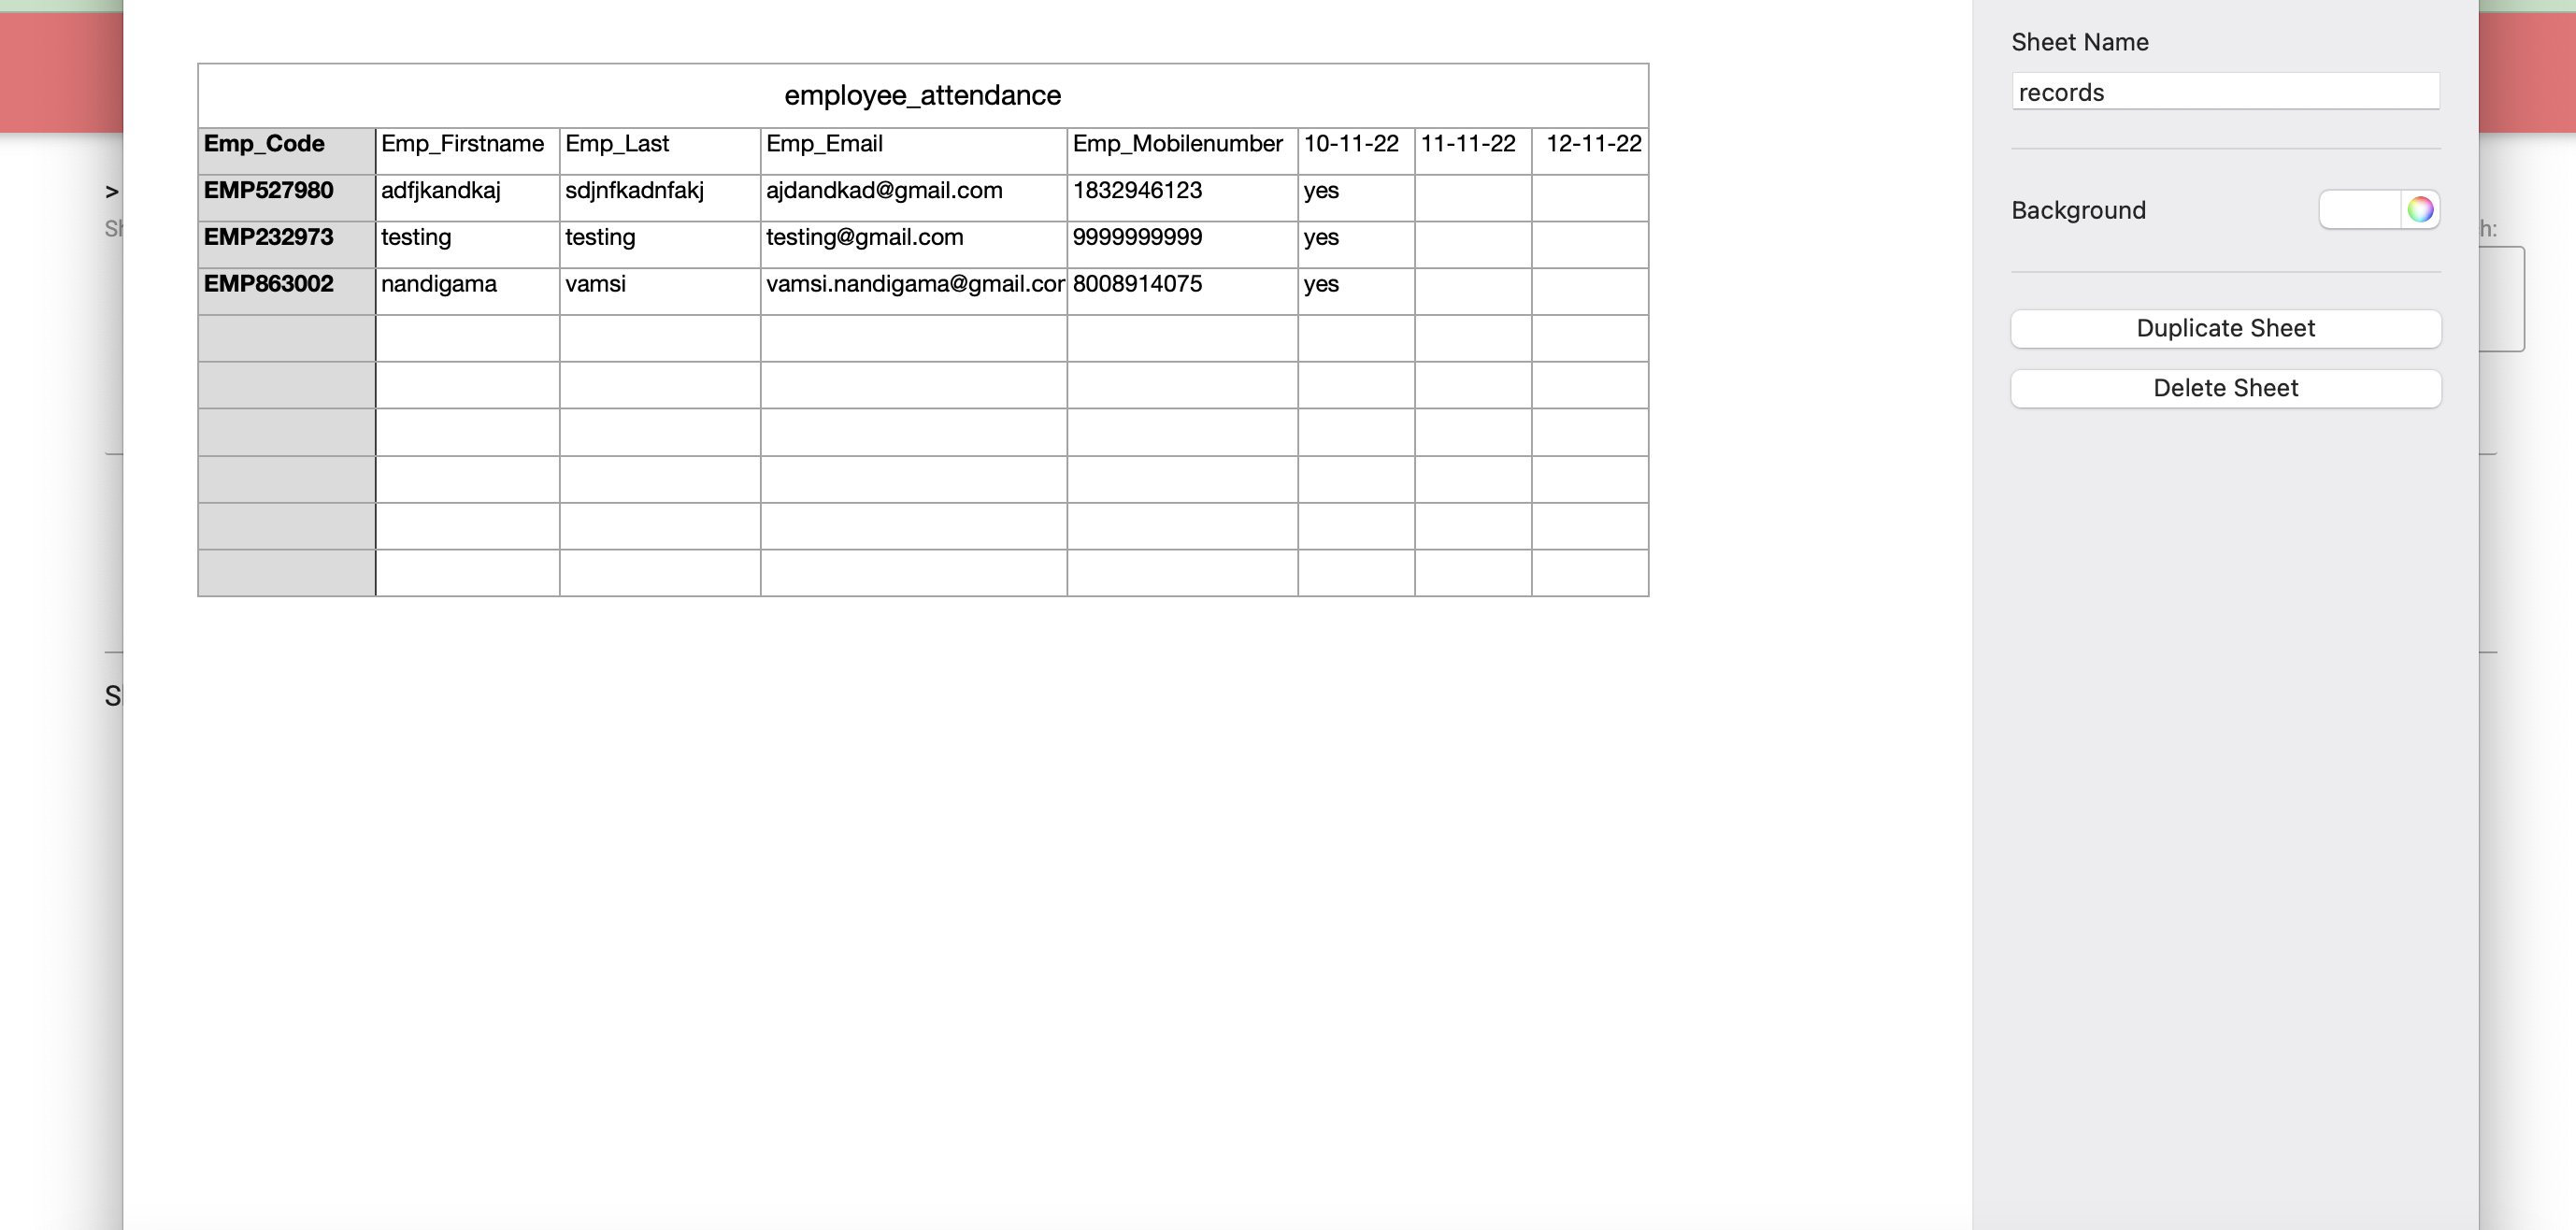 employee_attendance
Emp_Code Emp_Firstname Emp_Last Emp_Email Emp_Mobilenumber 10-11-22 11-11-22 12-11-22
EMP527980 adfjkandkaj sdjnfkadnfakj ajdandkad@gmail.com 1832946123 yes
EMP232973 testing testing testing@gmail.com 9999999999 yes
EMP863002 nandigama vamsi vamsi.nandigama@gmail.cor 8008914075 yes
Sheet Name
records
Background
Duplicate Sheet
Delete Sheet
>
h: